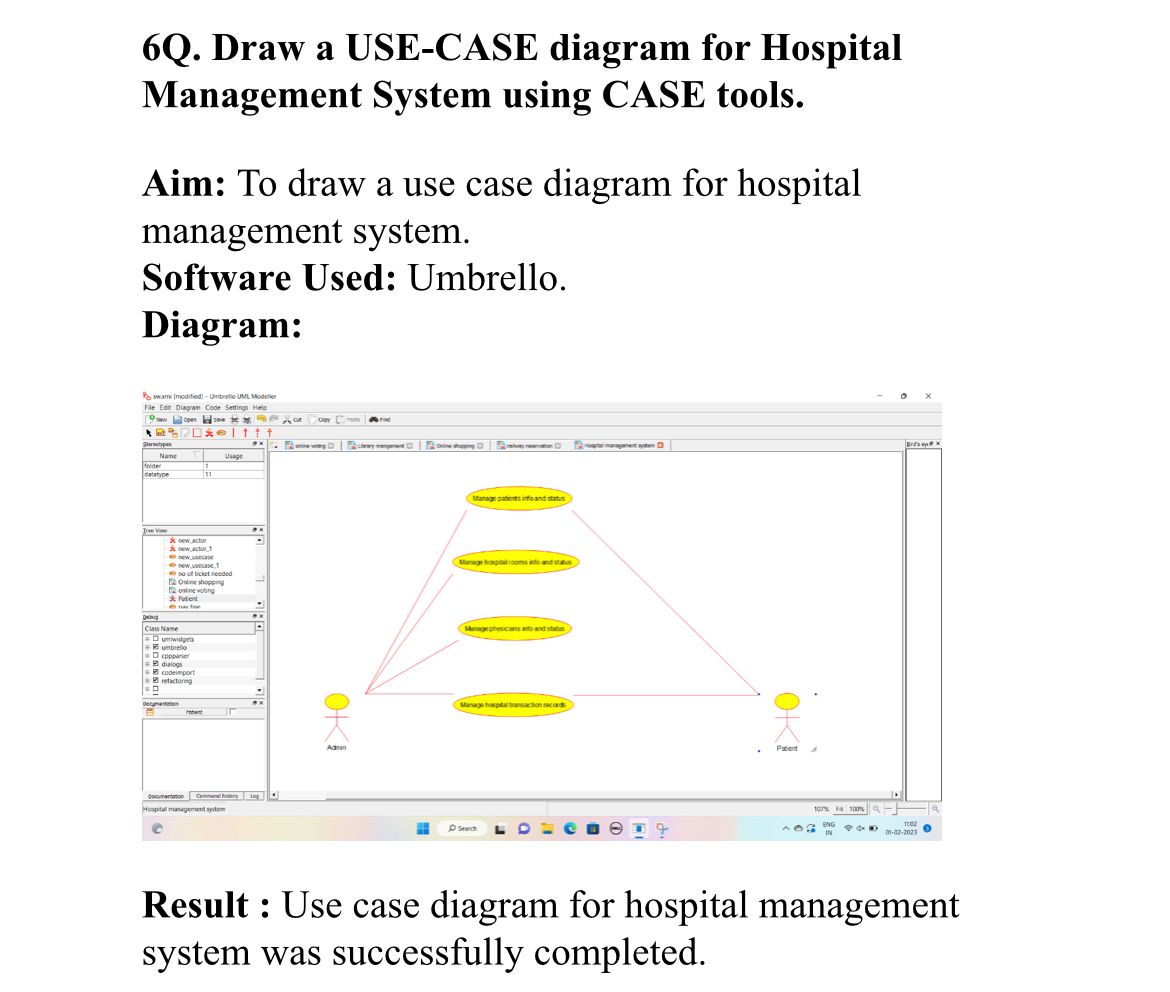 6Q. Draw a USE-CASE diagram for Hospital
Management System using CASE tools.
Aim: To draw a use case diagram for hospital
management system.
Software Used: Umbrello.
Diagram:
sw.xmi [modified] - Umbrello UML Modeller
File Edit Diagram Code Settings Help
New Open Save Cut Copy Paste Find
Stereotypes
online voting
Library mangement
Online shopping
railway reservation
hospital management system
Bird's eye
Name Usage
folder 1
datatype 11
Tree View
new_actor
new_actor_1
new_usecase
new_usecase_1
no of ticket needed
Online shopping
online voting
Patient
Debug
Class Name
umlwidgets
umbrello
cppparser
dialogs
codeimport
refactoring
Documentation
Patient
Manage patients info and status
Manage hospital rooms info and status
Manage physicians info and status
Manage hospital transaction records
Admin
Patient
Documentation Command history Log
Hospital management system
107% Fit 100%
Search
ENG
IN
11:02
01-02-2023
Result : Use case diagram for hospital management
system was successfully completed.